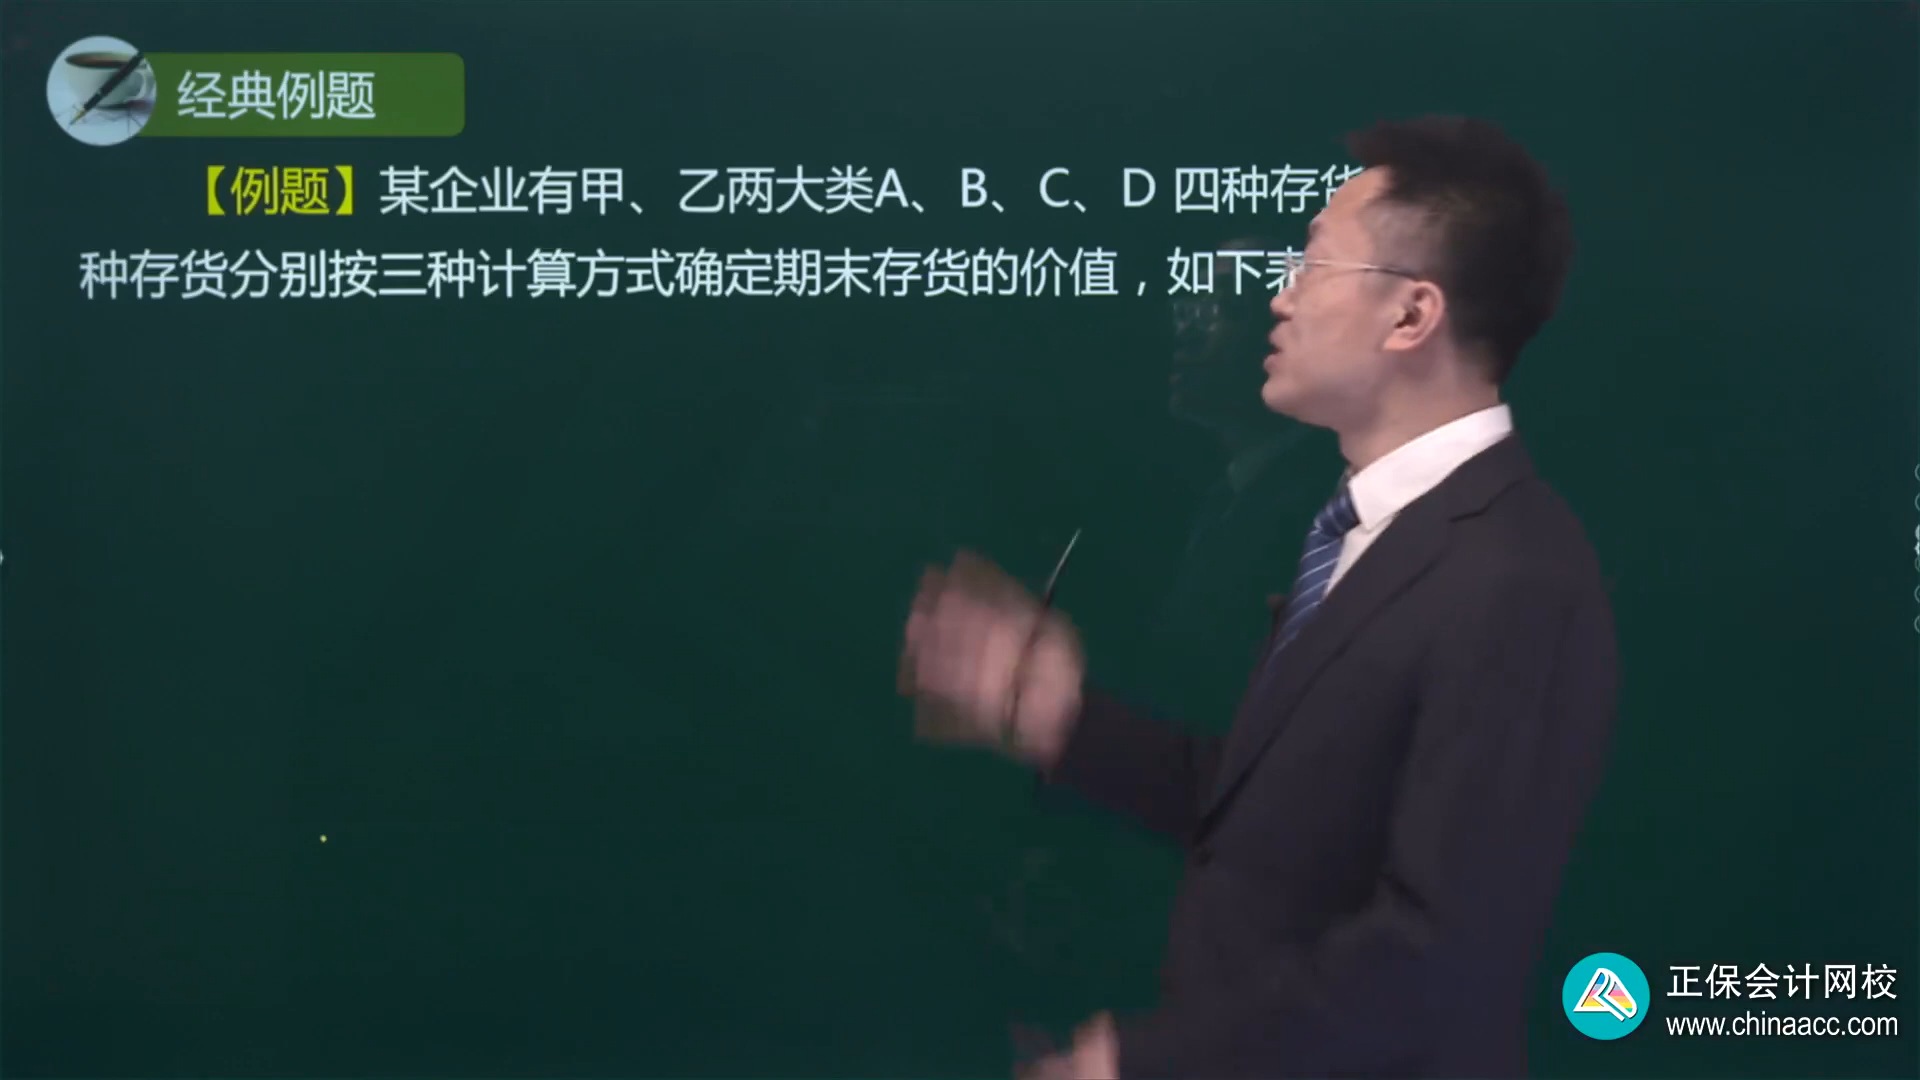 经典例题
【例题】某企业有甲、乙两大类A、B、C、D 四种存货
种存货分别按三种计算方式确定期末存货的价值，如下表
正保会计网校
www.chinaacc.com